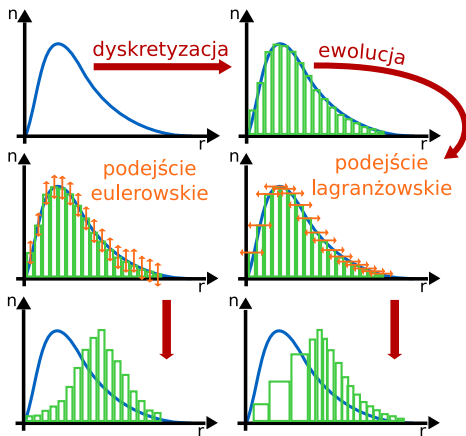 n
dyskretyzacja
r
n
ewolucja
r
n
podejście
eulerowskie
r
n
podejście
lagranżowskie
r
n
r
n
r